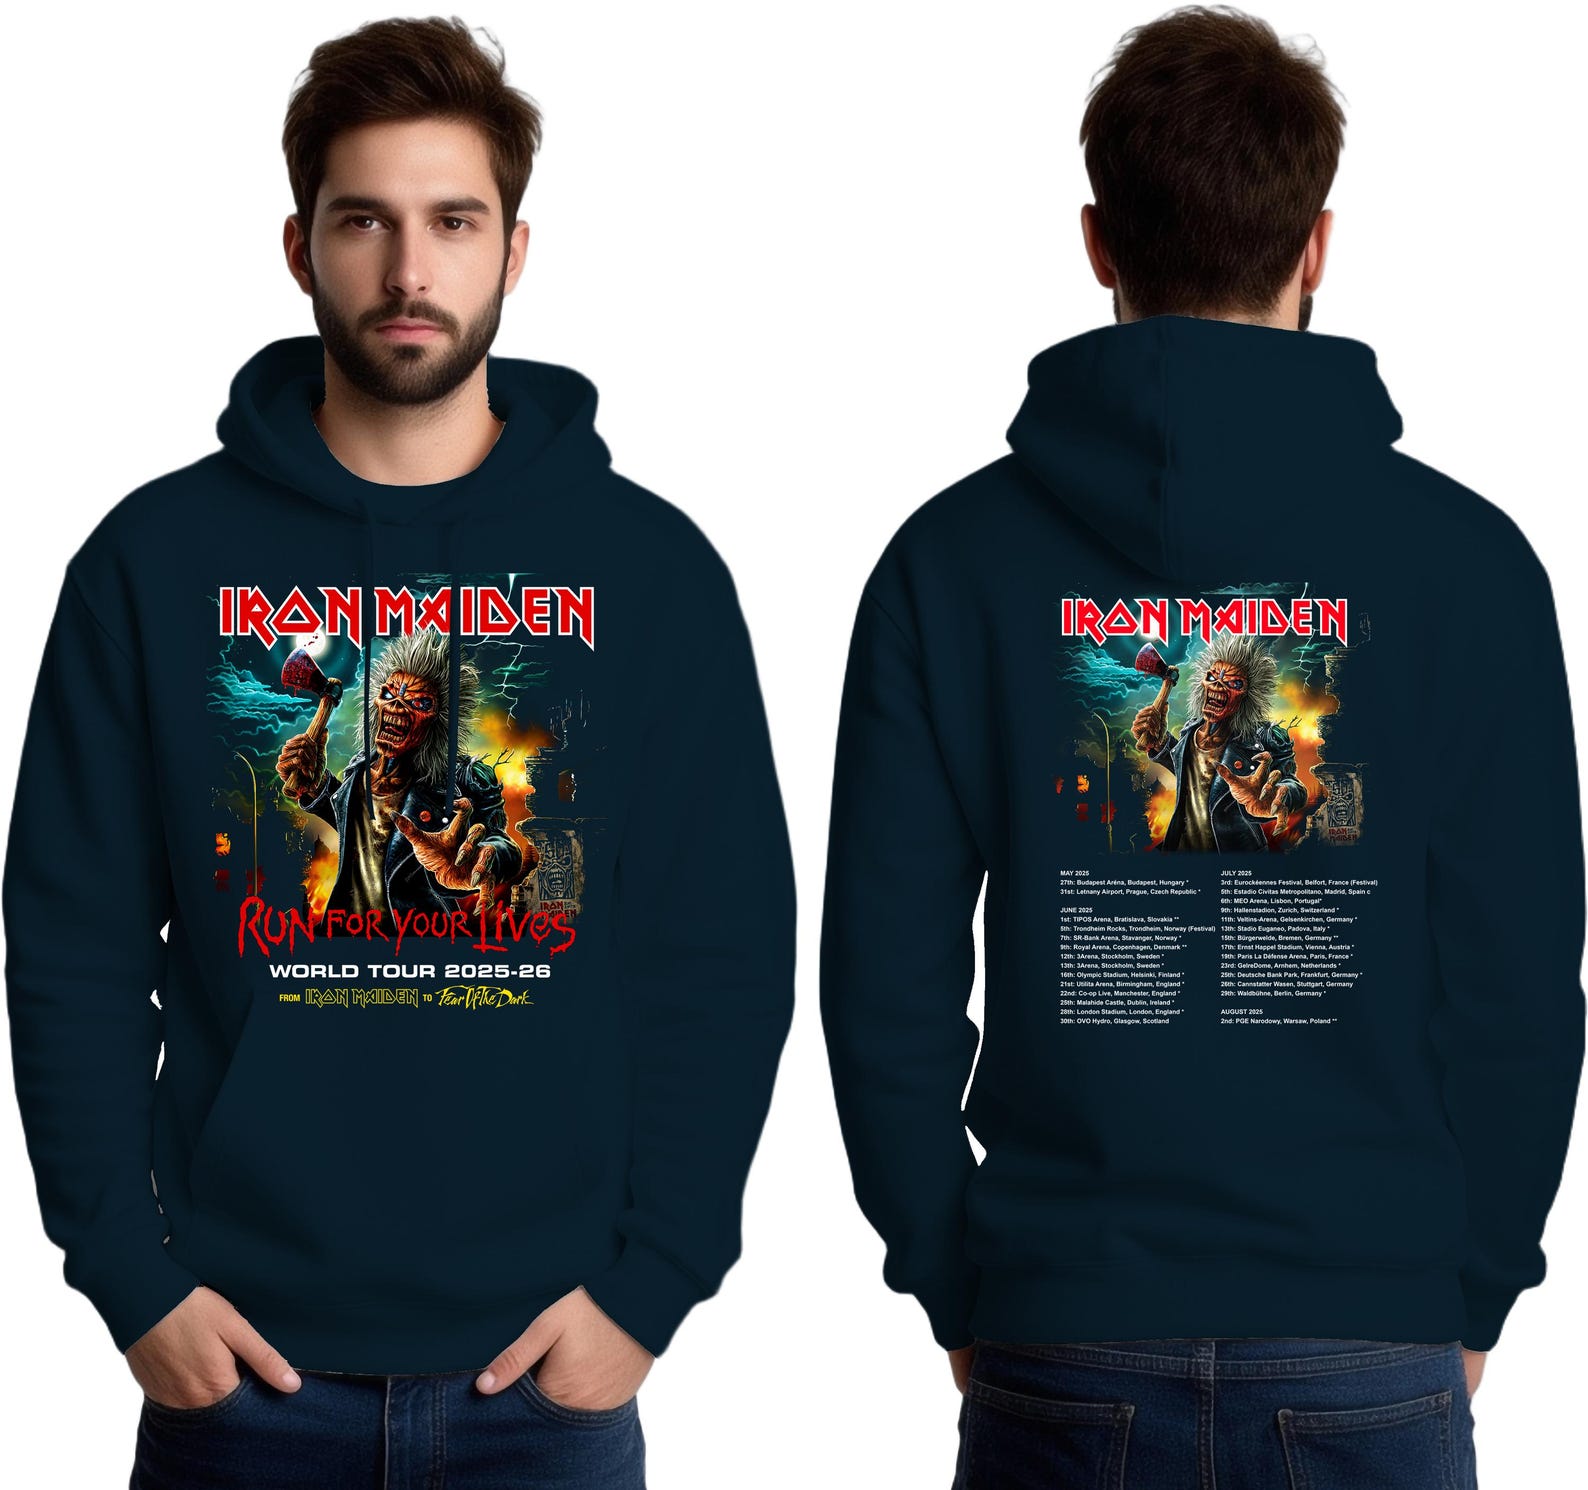 IRON MAIDEN
RUN FOR YOUR LIVES
WORLD TOUR 2025-26
FROM IRON MAIDEN TO Fear Of The Dark
IRON MAIDEN
IRON
MAIDEN
MAY 2025
27th: Budapest Aréna, Budapest, Hungary *
31st: Letnany Airport, Prague, Czech Republic *
JUNE 2025
1st: TIPOS Arena, Bratislava, Slovakia **
5th: Trondheim Rocks, Trondheim, Norway (Festival)
7th: SR-Bank Arena, Stavanger, Norway *
9th: Royal Arena, Copenhagen, Denmark **
12th: 3Arena, Stockholm, Sweden *
13th: 3Arena, Stockholm, Sweden *
16th: Olympic Stadium, Helsinki, Finland *
21st: Utilita Arena, Birmingham, England *
22nd: Co-op Live, Manchester, England *
25th: Malahide Castle, Dublin, Ireland *
28th: London Stadium, London, England *
30th: OVO Hydro, Glasgow, Scotland
JULY 2025
3rd: Eurockéennes Festival, Belfort, France (Festival)
5th: Estadio Cívitas Metropolitano, Madrid, Spain c
6th: MEO Arena, Lisbon, Portugal*
9th: Hallenstadion, Zurich, Switzerland *
11th: Veltins-Arena, Gelsenkirchen, Germany *
13th: Stadio Euganeo, Padova, Italy *
15th: Bürgerweide, Bremen, Germany **
17th: Ernst Happel Stadium, Vienna, Austria *
19th: Paris La Défense Arena, Paris, France *
23rd: GelreDome, Arnhem, Netherlands *
25th: Deutsche Bank Park, Frankfurt, Germany *
26th: Cannstatter Wasen, Stuttgart, Germany
29th: Waldbühne, Berlin, Germany *
AUGUST 2025
2nd: PGE Narodowy, Warsaw, Poland **